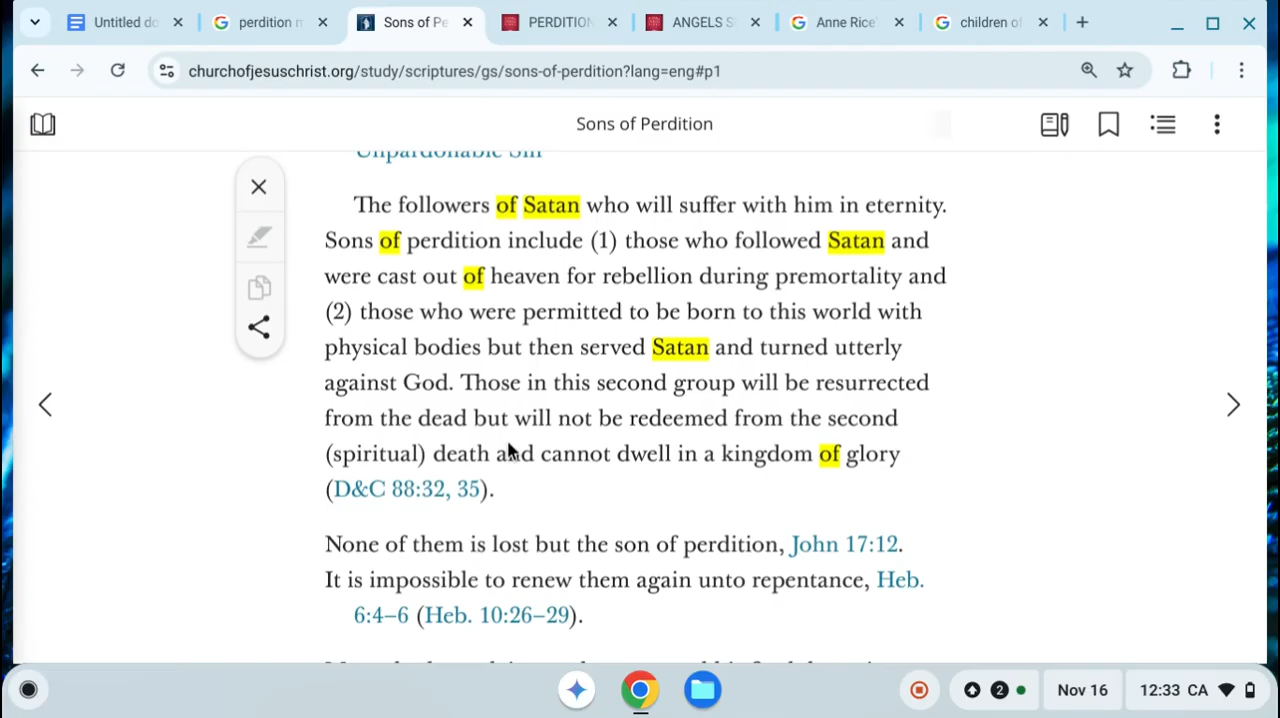 Untitled do
perdition m
Sons of Pe
PERDITION
ANGELS S
Anne Rice'
children of
churchofjesuschrist.org/study/scriptures/gs/sons-of-perdition?lang=eng#p1
Sons of Perdition
Unpardonable Sin
The followers of Satan who will suffer with him in eternity.
Sons of perdition include (1) those who followed Satan and
were cast out of heaven for rebellion during premortality and
(2) those who were permitted to be born to this world with
physical bodies but then served Satan and turned utterly
against God. Those in this second group will be resurrected
from the dead but will not be redeemed from the second
(spiritual) death and cannot dwell in a kingdom of glory
(D&C 88:32, 35).
None of them is lost but the son of perdition, John 17:12.
It is impossible to renew them again unto repentance, Heb.
6:4–6 (Heb. 10:26–29).
2
Nov 16
12:33 CA